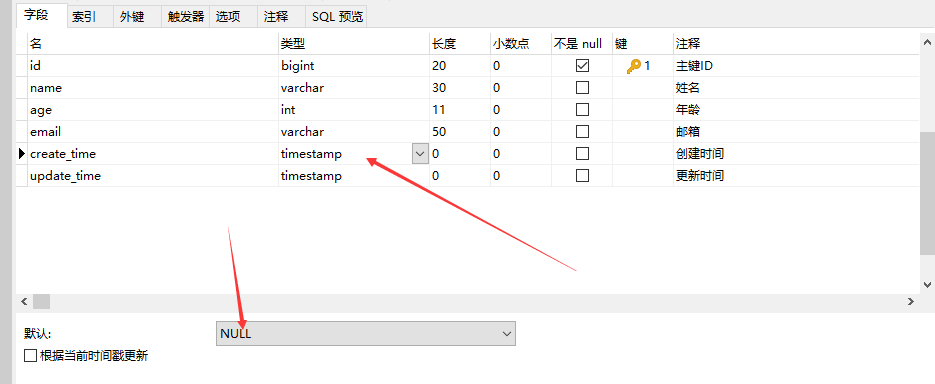 字段 索引 外键 触发器 选项 注释 SQL 预览
名 类型 长度 小数点 不是 null 键 注释
id bigint 20 0 1 主键ID
name varchar 30 0 姓名
age int 11 0 年龄
email varchar 50 0 邮箱
create_time timestamp 0 0 创建时间
update_time timestamp 0 0 更新时间
默认: NULL
根据当前时间戳更新